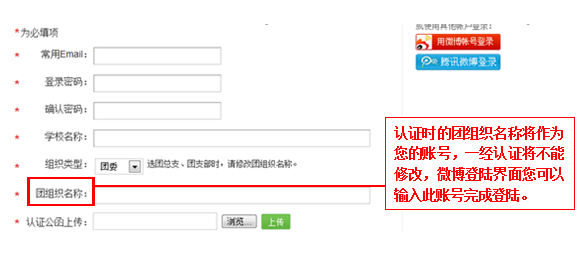 *为必填项
* 常用Email:
* 登录密码:
* 确认密码:
* 学校名称:
* 组织类型: 团委 选团总支、团支部时，请修改团组织名称。
* 团组织名称:
* 认证公函上传: 浏览... 上传
或使用其他账户登录：
用微博帐号登录
腾讯微博登录
认证时的团组织名称将作为
您的账号，一经认证将不能
修改，微博登陆界面您可以
输入此账号完成登陆。